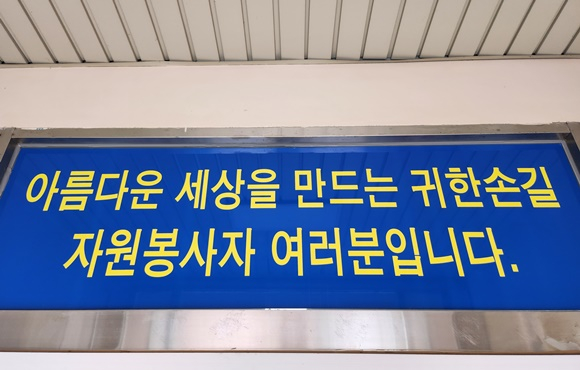 아름다운 세상을 만드는 귀한손길
자원봉사자 여러분입니다.